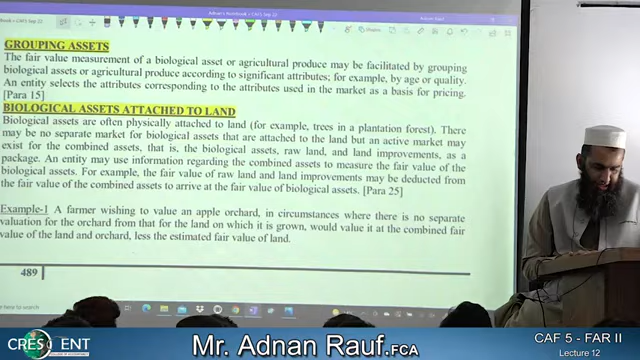 Adnan's Notebook » CAF5 Sep 22
Adnan Rauf
GROUPING ASSETS
The fair value measurement of a biological asset or agricultural produce may be facilitated by grouping
biological assets or agricultural produce according to significant attributes; for example, by age or quality.
An entity selects the attributes corresponding to the attributes used in the market as a basis for pricing.
[Para 15]
BIOLOGICAL ASSETS ATTACHED TO LAND
Biological assets are often physically attached to land (for example, trees in a plantation forest). There
may be no separate market for biological assets that are attached to the land but an active market may
exist for the combined assets, that is, the biological assets, raw land, and land improvements, as a
package. An entity may use information regarding the combined assets to measure the fair value of the
biological assets. For example, the fair value of raw land and land improvements may be deducted from
the fair value of the combined assets to arrive at the fair value of biological assets. [Para 25]
Example-1 A farmer wishing to value an apple orchard, in circumstances where there is no separate
valuation for the orchard from that for the land on which it is grown, would value it at the combined fair
value of the land and orchard, less the estimated fair value of land.
489
here to search
CRESCENT
Mr. Adnan Rauf.FCA
CAF 5 - FAR II
Lecture 12